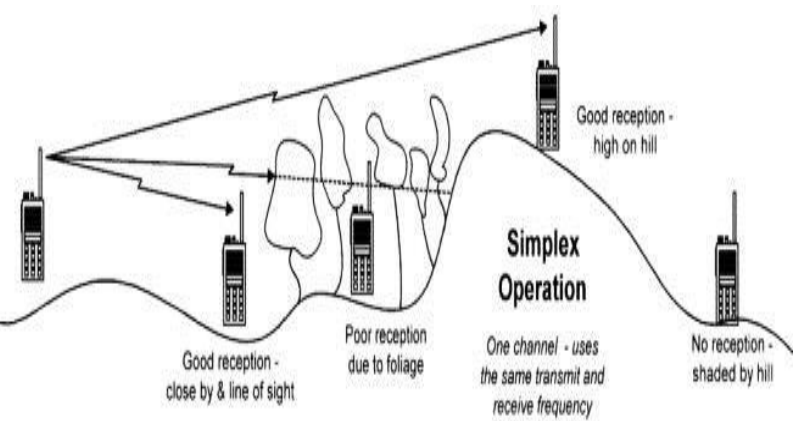 Good reception -
high on hill
Simplex
Operation
One channel - uses
the same transmit and
receive frequency
Poor reception
due to foliage
Good reception -
close by & line of sight
No reception -
shaded by hill